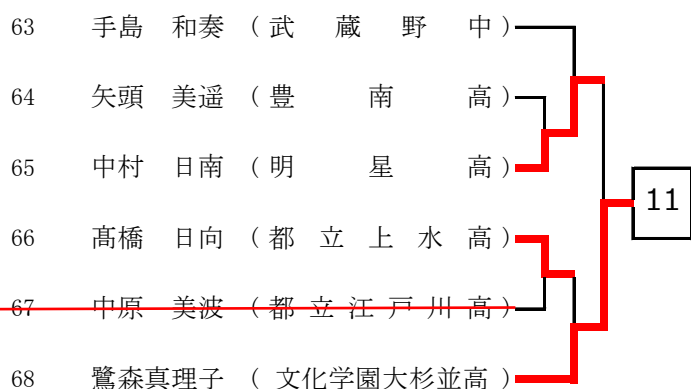 63 手島 和奏 （武蔵野中）
64 矢頭 美遥 （豊南高）
65 中村 日南 （明星高）
11
66 髙橋 日向 （都立上水高）
67 中原 美波 （都立江戸川高）
68 鷺森真理子 （文化学園大杉並高）